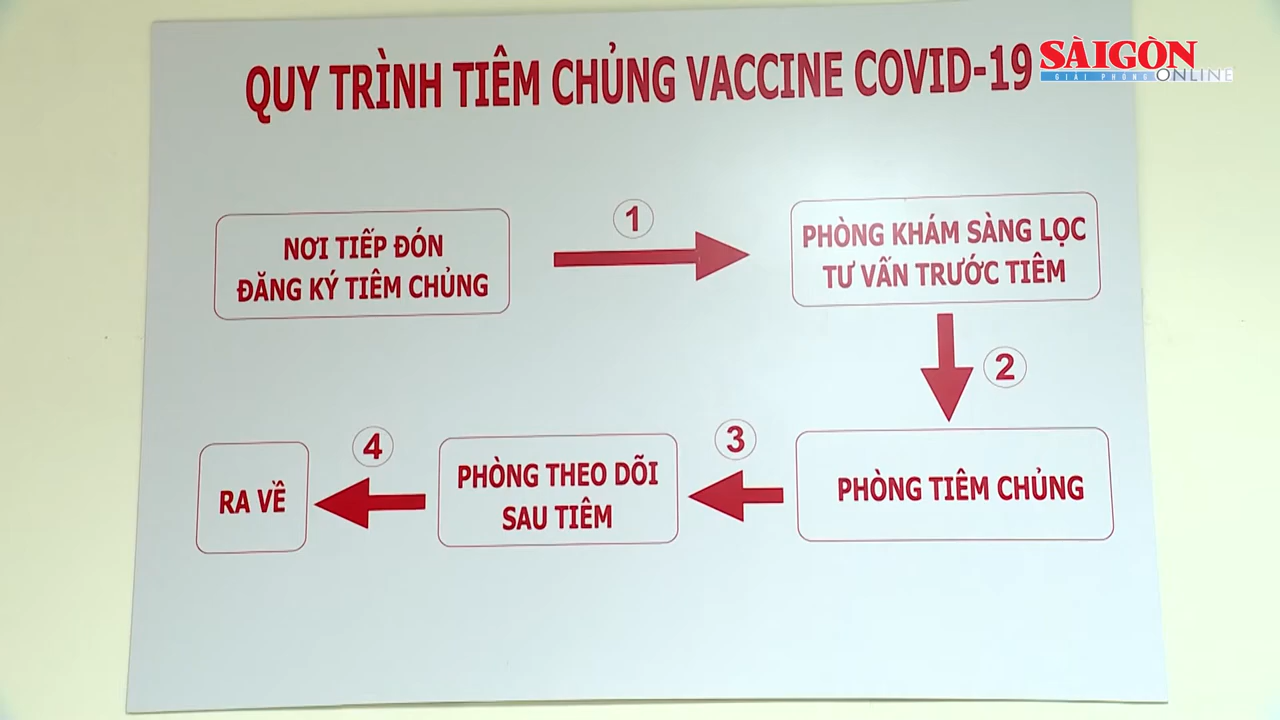 QUY TRÌNH TIÊM CHỦNG VACCINE COVID-19
SÀIGÒN
GIẢI PHÓNG ONLINE
NƠI TIẾP ĐÓN
ĐĂNG KÝ TIÊM CHỦNG
1
PHÒNG KHÁM SÀNG LỌC
TƯ VẤN TRƯỚC TIÊM
2
PHÒNG TIÊM CHỦNG
3
PHÒNG THEO DÕI
SAU TIÊM
4
RA VỀ